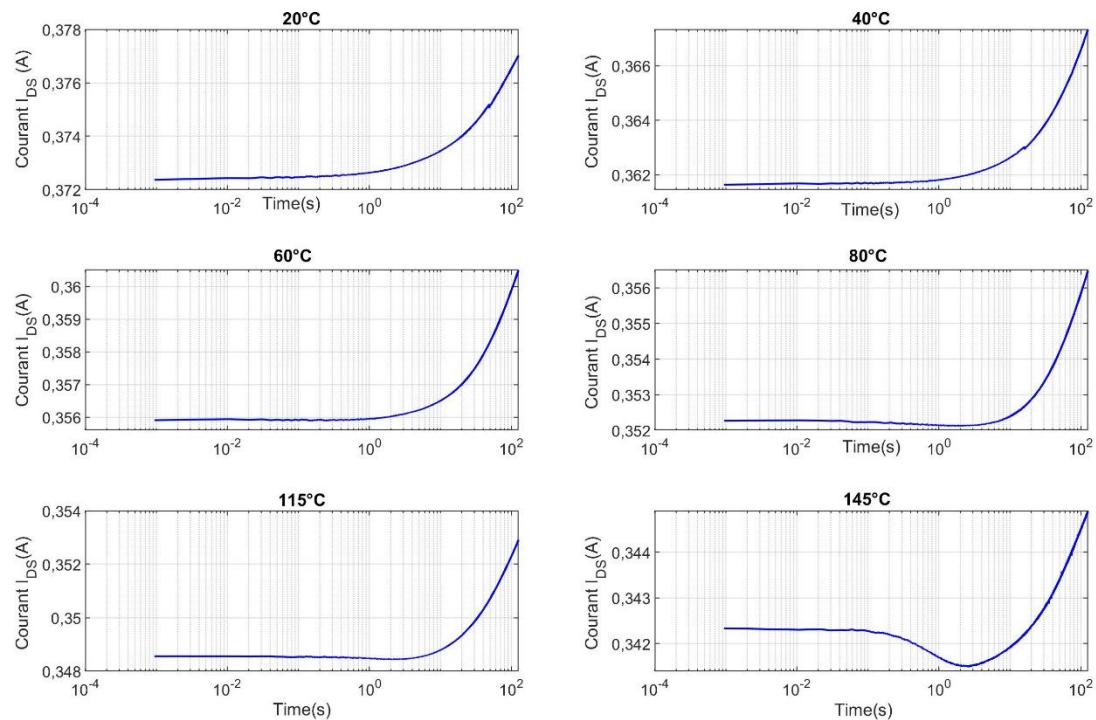 20°C
0,378
0,376
0,374
0,372
Courant I_DS (A)
10^-4
10^-2
10^0
10^2
Time(s)
40°C
0,366
0,364
0,362
Courant I_DS(A)
10^-4
10^-2
10^0
10^2
Time(s)
60°C
0,36
0,359
0,358
0,357
0,356
Courant I_DS(A)
10^-4
10^-2
10^0
10^2
Time(s)
80°C
0,356
0,355
0,354
0,353
0,352
Courant I_DS(A)
10^-4
10^-2
10^0
10^2
Time(s)
115°C
0,354
0,352
0,35
0,348
Courant I_DS(A)
10^-4
10^-2
10^0
10^2
Time(s)
145°C
0,344
0,343
0,342
Courant I_DS(A)
10^-4
10^-2
10^0
10^2
Time(s)